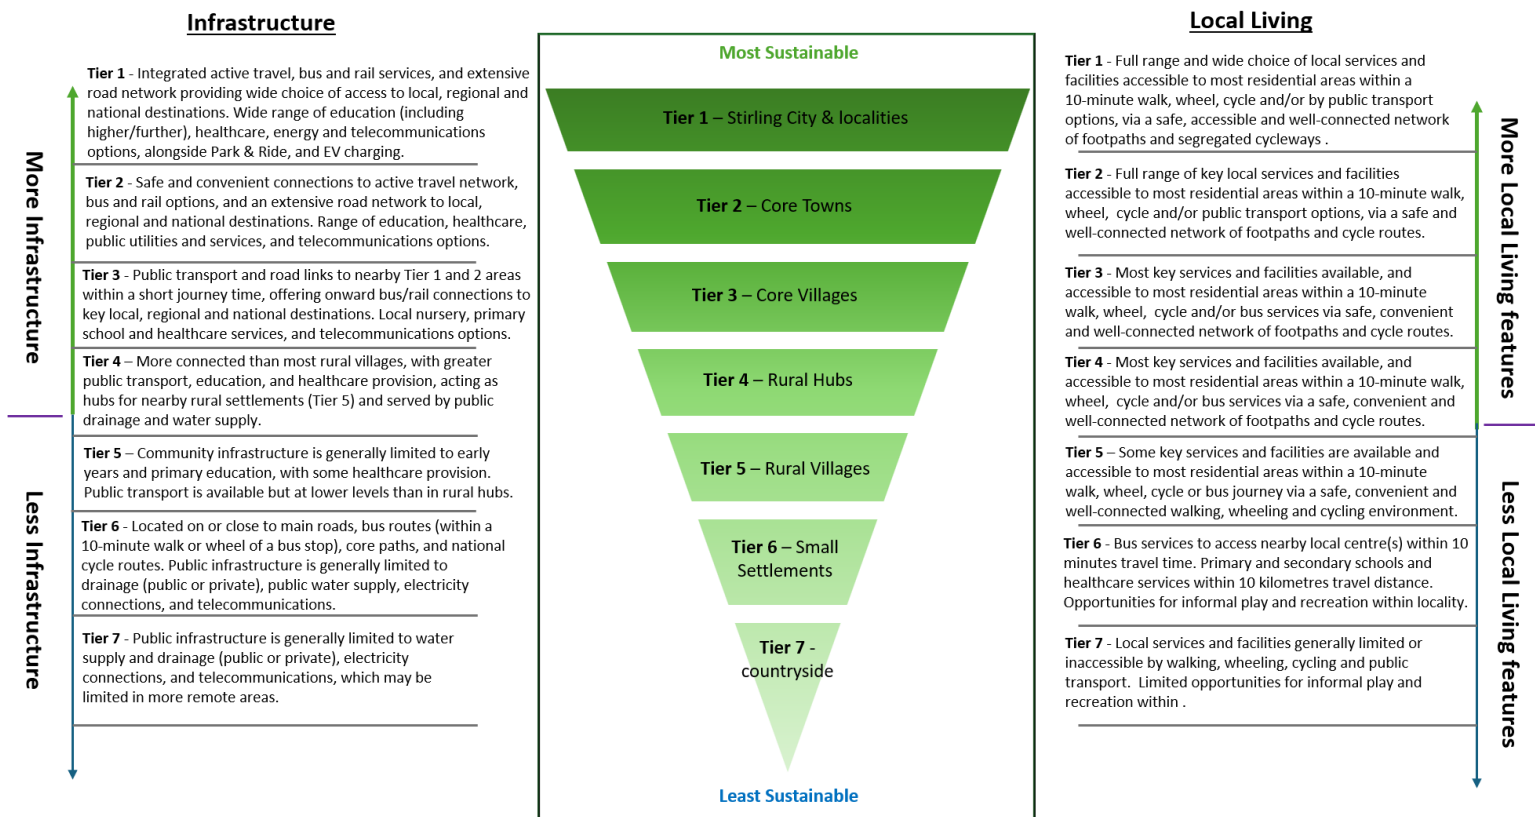 Infrastructure
Tier 1 - Integrated active travel, bus and rail services, and extensive
road network providing wide choice of access to local, regional and
national destinations. Wide range of education (including
higher/further), healthcare, energy and telecommunications
options, alongside Park & Ride, and EV charging.
Tier 2 - Safe and convenient connections to active travel network,
bus and rail options, and an extensive road network to local,
regional and national destinations. Range of education, healthcare,
public utilities and services, and telecommunications options.
Tier 3 - Public transport and road links to nearby Tier 1 and 2 areas
within a short journey time, offering onward bus/rail connections to
key local, regional and national destinations. Local nursery, primary
school and healthcare services, and telecommunications options.
Tier 4 – More connected than most rural villages, with greater
public transport, education, and healthcare provision, acting as
hubs for nearby rural settlements (Tier 5) and served by public
drainage and water supply.
Tier 5 – Community infrastructure is generally limited to early
years and primary education, with some healthcare provision.
Public transport is available but at lower levels than in rural hubs.
Tier 6 - Located on or close to main roads, bus routes (within a
10-minute walk or wheel of a bus stop), core paths, and national
cycle routes. Public infrastructure is generally limited to
drainage (public or private), public water supply, electricity
connections, and telecommunications.
Tier 7 - Public infrastructure is generally limited to water
supply and drainage (public or private), electricity
connections, and telecommunications, which may be
limited in more remote areas.
More Infrastructure
Less Infrastructure
Most Sustainable
Tier 1 – Stirling City & localities
Tier 2 – Core Towns
Tier 3 – Core Villages
Tier 4 – Rural Hubs
Tier 5 – Rural Villages
Tier 6 – Small
Settlements
Tier 7 -
countryside
Least Sustainable
Local Living
Tier 1 - Full range and wide choice of local services and
facilities accessible to most residential areas within a
10-minute walk, wheel, cycle and/or by public transport
options, via a safe, accessible and well-connected network
of footpaths and segregated cycleways .
Tier 2 - Full range of key local services and facilities
accessible to most residential areas within a 10-minute walk,
wheel, cycle and/or public transport options, via a safe and
well-connected network of footpaths and cycle routes.
Tier 3 - Most key services and facilities available, and
accessible to most residential areas within a 10-minute
walk, wheel, cycle and/or bus services via safe, convenient
and well-connected network of footpaths and cycle routes.
Tier 4 - Most key services and facilities available, and
accessible to most residential areas within a 10-minute walk,
wheel, cycle and/or bus services via a safe, convenient and
well-connected network of footpaths and cycle routes.
Tier 5 – Some key services and facilities are available and
accessible to most residential areas within a 10-minute
walk, wheel, cycle or bus journey via a safe, convenient and
well-connected walking, wheeling and cycling environment.
Tier 6 - Bus services to access nearby local centre(s) within 10
minutes travel time. Primary and secondary schools and
healthcare services within 10 kilometres travel distance.
Opportunities for informal play and recreation within locality.
Tier 7 - Local services and facilities generally limited or
inaccessible by walking, wheeling, cycling and public
transport. Limited opportunities for informal play and
recreation within .
More Local Living features
Less Local Living features